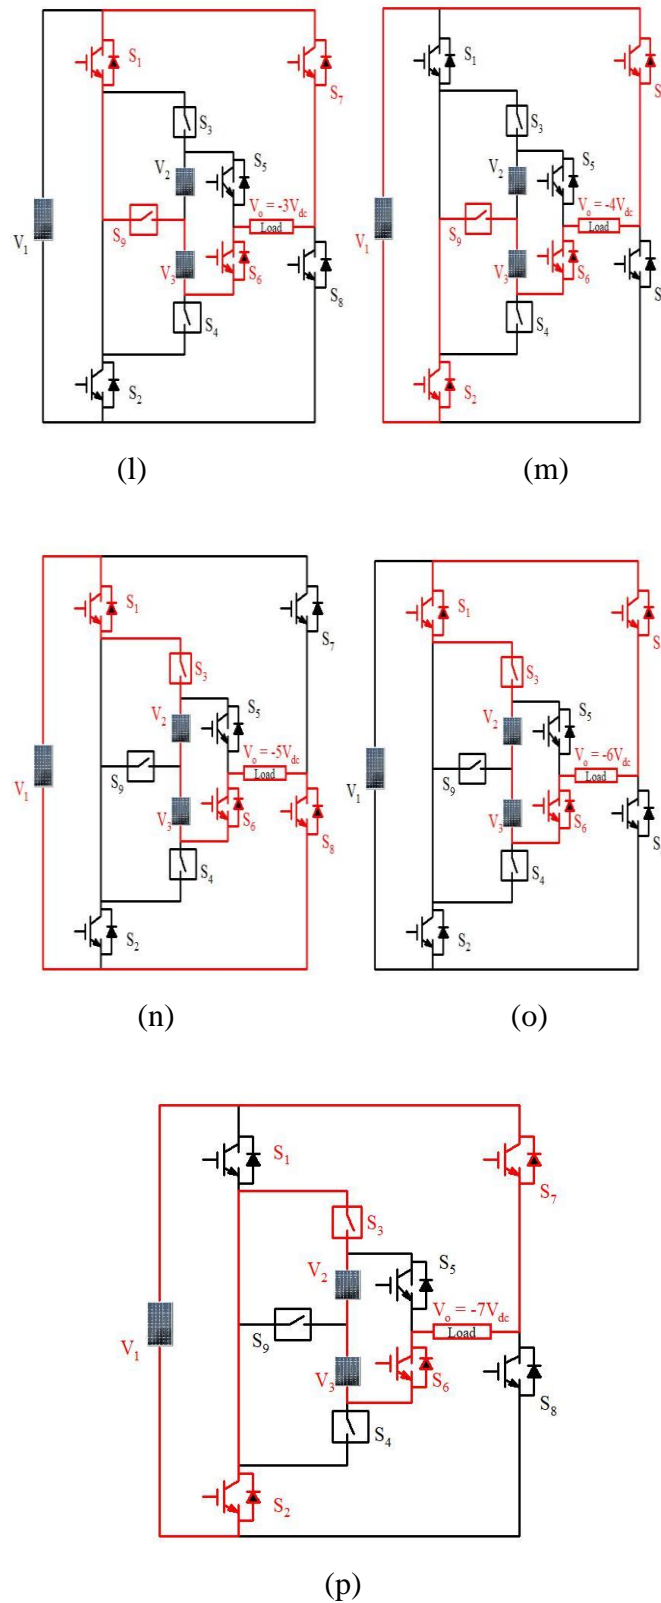 S1
S7
S3
S5
V2
Vo = -3Vdc
Load
V1
S9
V3
S6
S8
S4
S2
(l)
S1
S
S3
S5
V2
Vo = -4Vdc
Load
V1
S9
V3
S6
S
S4
S2
(m)
S1
S7
S3
S5
V2
Vo = -5Vdc
Load
V1
S9
V3
S6
S8
S4
S2
(n)
S1
S
S3
S5
V2
Vo = -6Vdc
Load
V1
S9
V3
S6
S
S4
S2
(o)
S1
S7
S3
S5
V2
Vo = -7Vdc
Load
V1
S9
V3
S6
S8
S4
S2
(p)